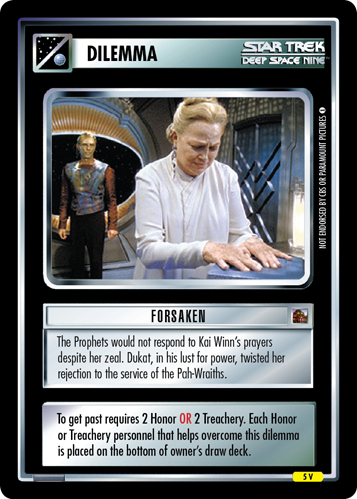 DILEMMA
STAR TREK
DEEP SPACE NINE
NOT ENDORSED BY CBS OR PARAMOUNT PICTURES
FORSAKEN
The Prophets would not respond to Kai Winn's prayers
despite her zeal. Dukat, in his lust for power, twisted her
rejection to the service of the Pah-Wraiths.
To get past requires 2 Honor OR 2 Treachery. Each Honor
or Treachery personnel that helps overcome this dilemma
is placed on the bottom of owner's draw deck.
5 V